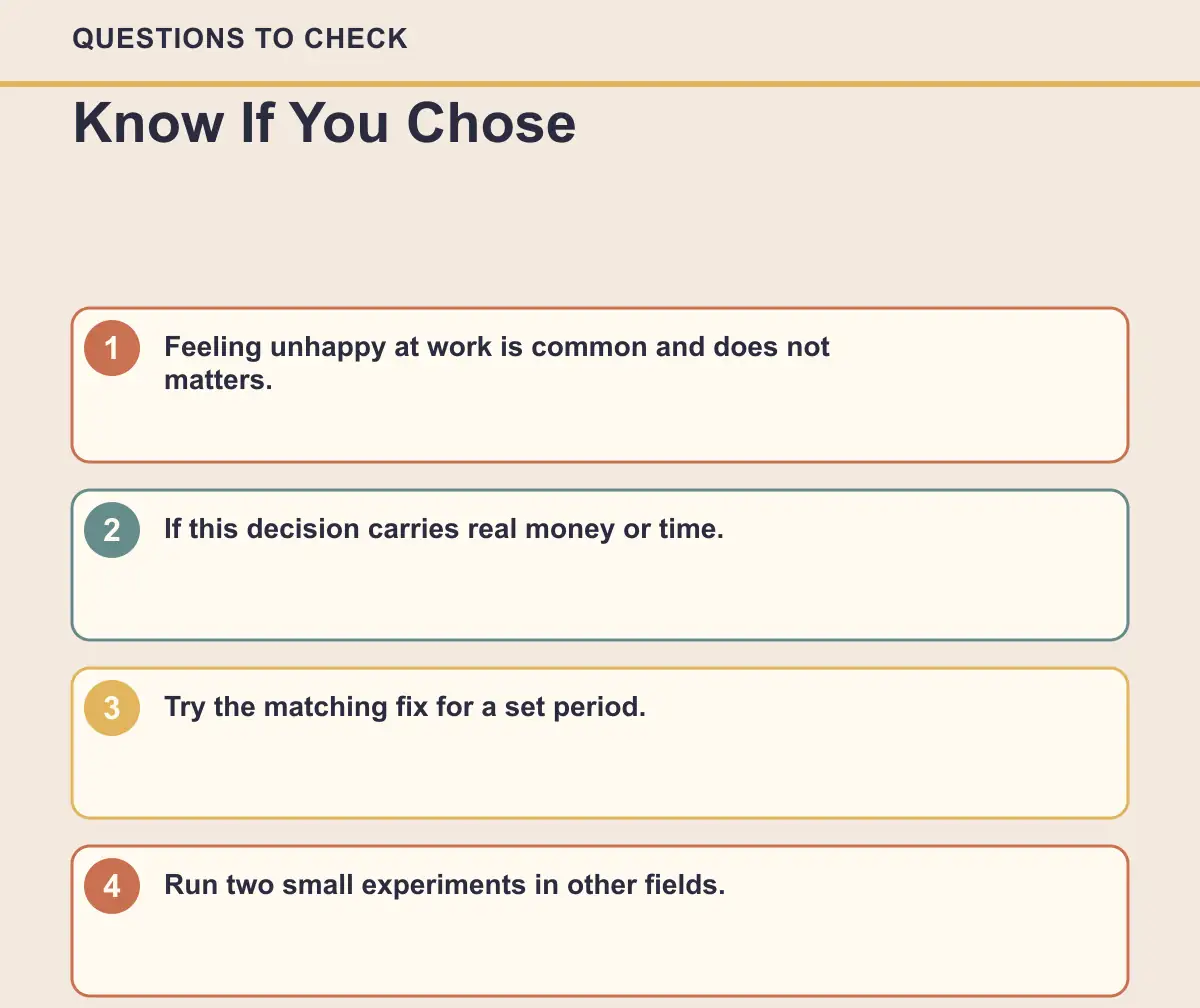 QUESTIONS TO CHECK
Know If You Chose
1
Feeling unhappy at work is common and does not
matters.
2
If this decision carries real money or time.
3
Try the matching fix for a set period.
4
Run two small experiments in other fields.